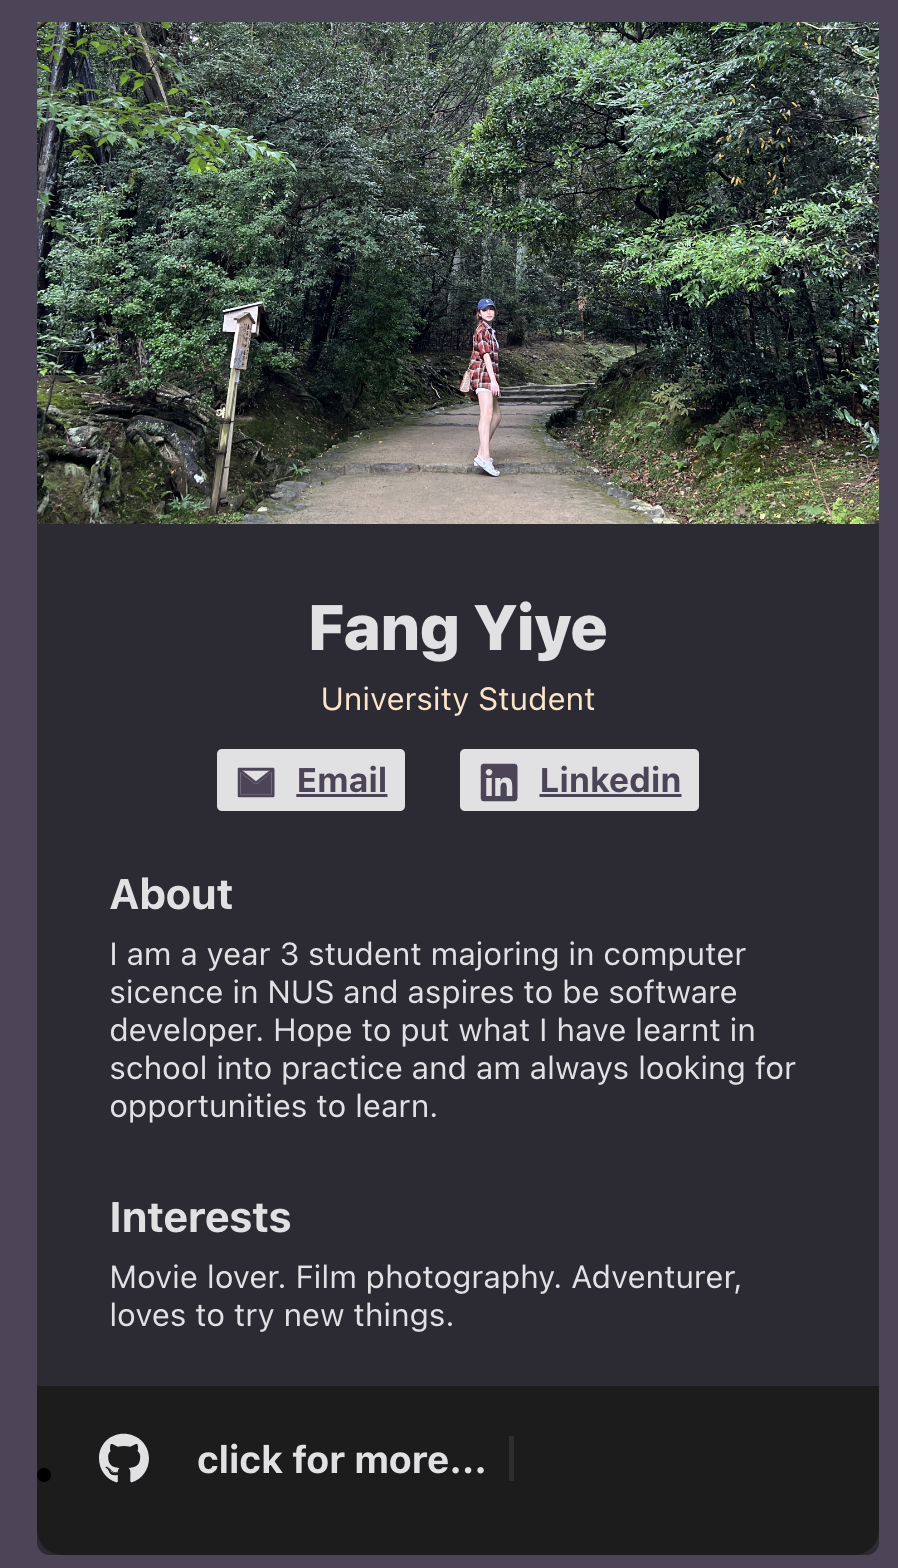 Fang Yiye
University Student
Email
Linkedin
About
I am a year 3 student majoring in computer
sicence in NUS and aspires to be software
developer. Hope to put what I have learnt in
school into practice and am always looking for
opportunities to learn.
Interests
Movie lover. Film photography. Adventurer,
loves to try new things.
click for more...